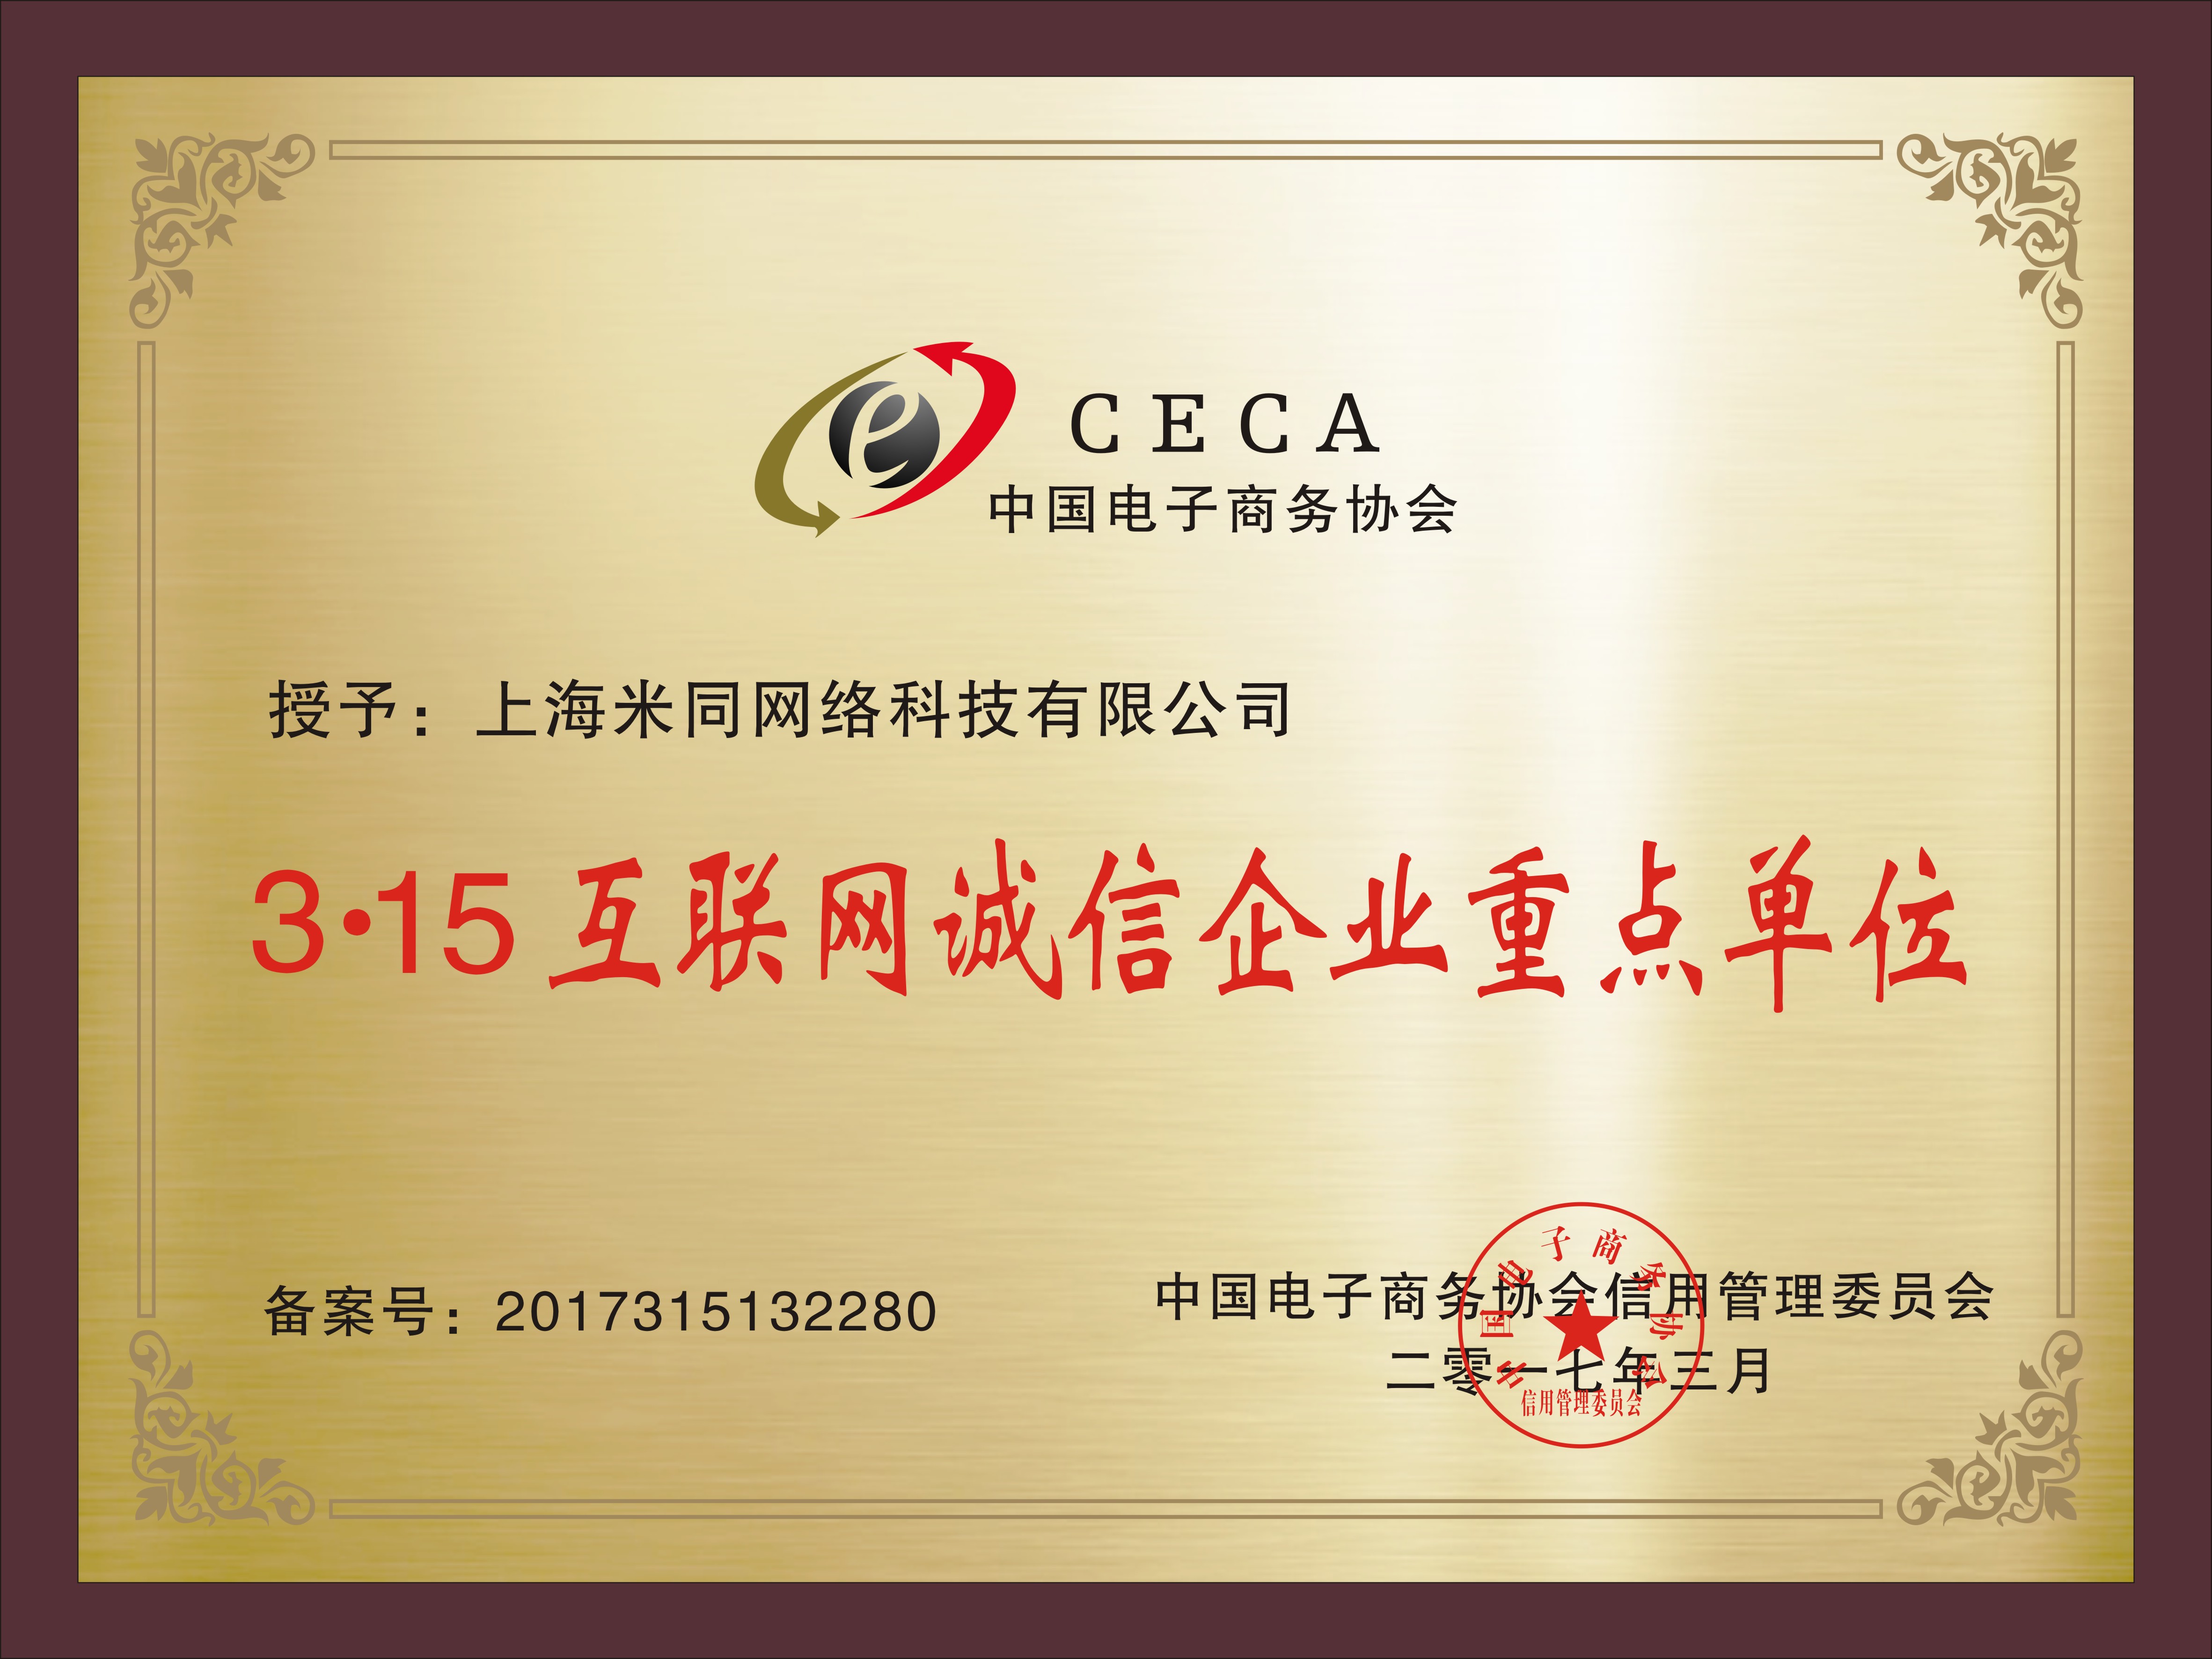 CECA
中国电子商务协会
授予：上海米同网络科技有限公司
3·15 互联网诚信企业重点单位
备案号：2017315132280
中国电子商务协会信用管理委员会
二零一七年三月
中国电子商务协会
信用管理委员会